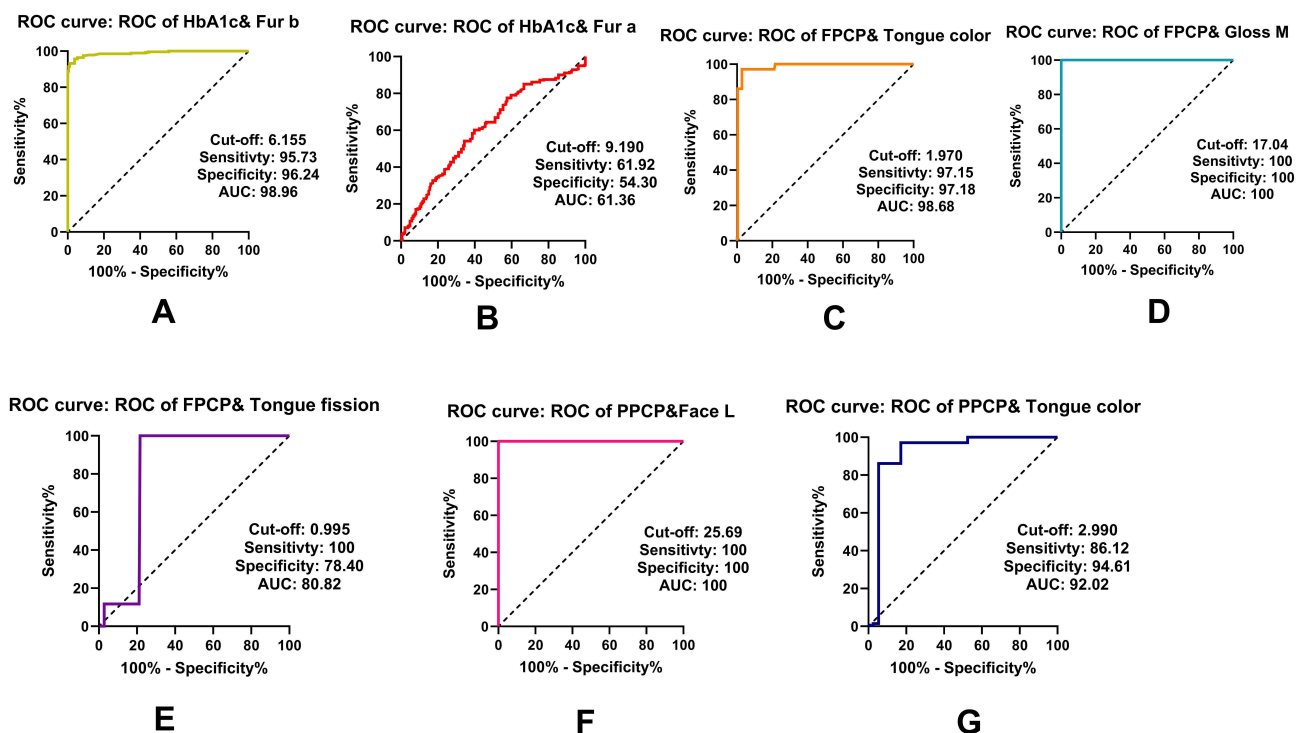 ROC curve: ROC of HbA1c& Fur b
Sensitivity%
100
80
60
40
20
0
0 20 40 60 80 100
100% - Specificity%
Cut-off: 6.155
Sensitivty: 95.73
Specificity: 96.24
AUC: 98.96
A
ROC curve: ROC of HbA1c& Fur a
Sensitivity%
100
80
60
40
20
0
0 20 40 60 80 100
100% - Specificity%
Cut-off: 9.190
Sensitivty: 61.92
Specificity: 54.30
AUC: 61.36
B
ROC curve: ROC of FPCP& Tongue color
Sensitivity%
100
80
60
40
20
0
0 20 40 60 80 100
100% - Specificity%
Cut-off: 1.970
Sensitivty: 97.15
Specificity: 97.18
AUC: 98.68
C
ROC curve: ROC of FPCP& Gloss M
Sensitivity%
100
80
60
40
20
0
0 20 40 60 80 100
100% - Specificity%
Cut-off: 17.04
Sensitivty: 100
Specificity: 100
AUC: 100
D
ROC curve: ROC of FPCP& Tongue fission
Sensitivity%
100
80
60
40
20
0
0 20 40 60 80 100
100% - Specificity%
Cut-off: 0.995
Sensitivty: 100
Specificity: 78.40
AUC: 80.82
E
ROC curve: ROC of PPCP&Face L
Sensitivity%
100
80
60
40
20
0
0 20 40 60 80 100
100% - Specificity%
Cut-off: 25.69
Sensitivty: 100
Specificity: 100
AUC: 100
F
ROC curve: ROC of PPCP& Tongue color
Sensitivity%
100
80
60
40
20
0
0 20 40 60 80 100
100% - Specificity%
Cut-off: 2.990
Sensitivty: 86.12
Specificity: 94.61
AUC: 92.02
G